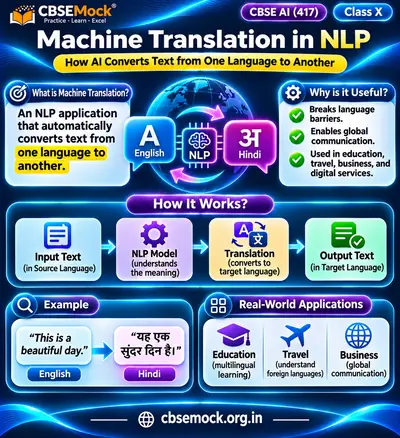 CBSEMock®
Practice - Learn - Excel
CBSE AI (417)
Class X
Machine Translation in NLP
How AI Converts Text from One Language to Another
What is Machine Translation?
An NLP application
that automatically
converts text from
one language to
another.
A
English
NLP
अ
Hindi
Why is it Useful?
Breaks language
barriers.
Enables global
communication.
Used in education,
travel, business, and
digital services.
How It Works?
Input Text
(in Source Language)
NLP Model
(understands
the meaning)
A
文
Translation
(converts to
target language)
Output Text
(in Target Language)
Example
"This is a
beautiful day."
English
"यह एक
सुंदर दिन है।"
Hindi
Real-World Applications
Education
(multilingual
learning)
Travel
(understand
foreign languages)
Business
(global
communication)
cbsemock.org.in